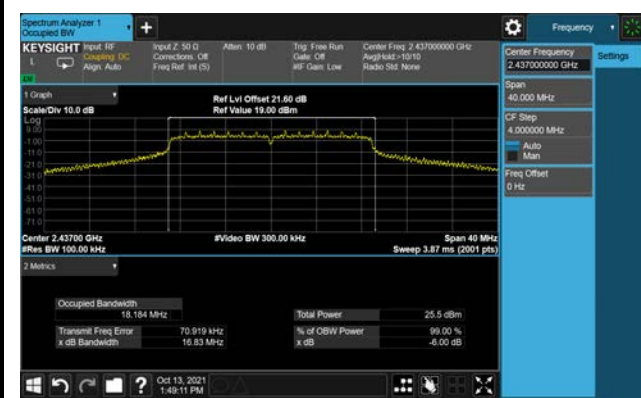 Spectrum Analyzer 1
Occupied BW
Frequency
KEYSIGHT Input: RF
Coupling: DC
Align: Auto
Input Z: 50 Ω
Corrections: Off
Freq Ref: Int (S)
Atten: 10 dB
Trig: Free Run
Gate: Off
#IF Gain: Low
Center Freq: 2.437000000 GHz
Avg|Hold:>10/10
Radio Std: None
Center Frequency
2.437000000 GHz
Settings
Span
40.000 MHz
CF Step
4.000000 MHz
Auto
Man
Freq Offset
0 Hz
1 Graph
Scale/Div 10.0 dB
Ref Lvl Offset 21.60 dB
Ref Value 19.00 dBm
Log
9.00
-1.00
-11.0
-21.0
-31.0
-41.0
-51.0
-61.0
-71.0
Center 2.43700 GHz
#Res BW 100.00 kHz
#Video BW 300.00 kHz
Span 40 MHz
Sweep 3.87 ms (2001 pts)
2 Metrics
Occupied Bandwidth
18.184 MHz
Total Power 25.5 dBm
Transmit Freq Error 70.919 kHz
% of OBW Power 99.00 %
x dB Bandwidth 16.83 MHz
x dB -6.00 dB
?
Oct 13, 2021
1:49:11 PM